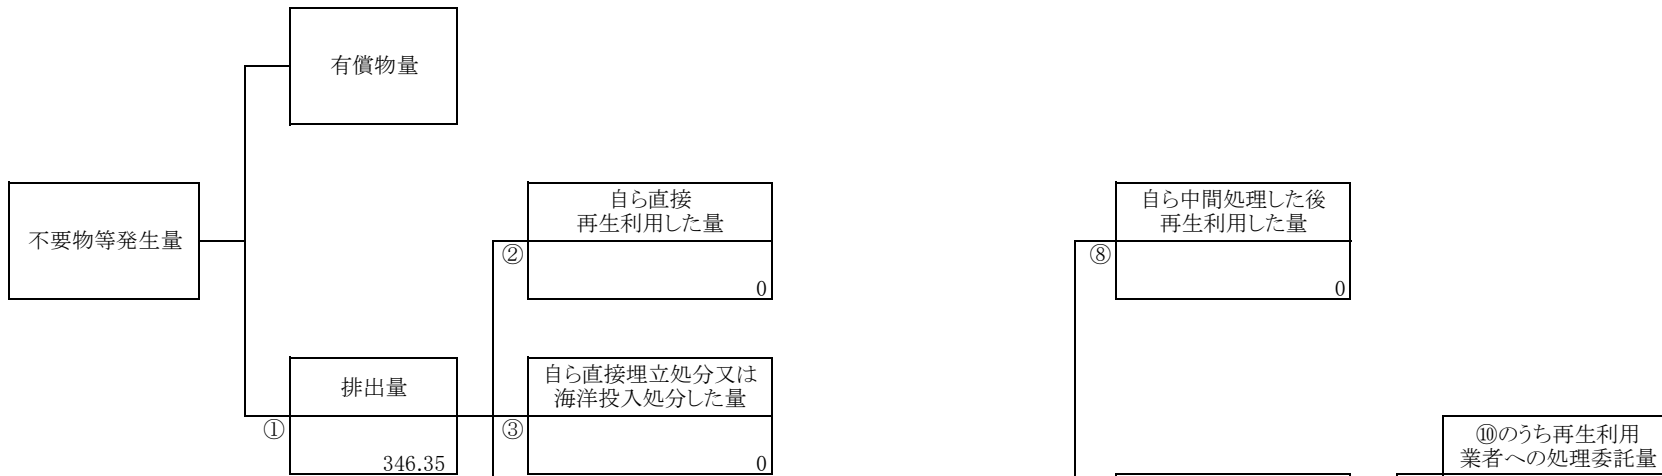 有償物量
不要物等発生量
自ら直接
再生利用した量
②
0
自ら中間処理した後
再生利用した量
⑧
0
排出量
①
346.35
自ら直接埋立処分又は
海洋投入処分した量
③
0
⑩のうち再生利用
業者への処理委託量